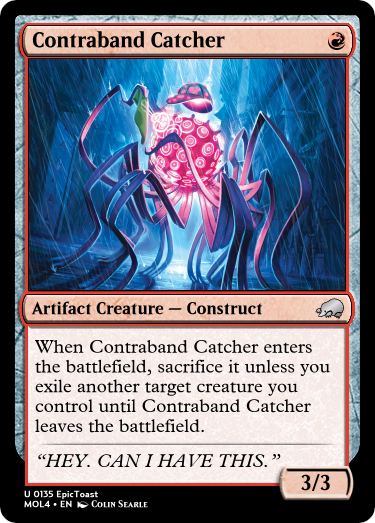 Contraband Catcher
Artifact Creature — Construct
When Contraband Catcher enters
the battlefield, sacrifice it unless you
exile another target creature you
control until Contraband Catcher
leaves the battlefield.
“HEY. CAN I HAVE THIS.”
3/3
U 0135 EpicToast
MOL4 • EN Colin Searle